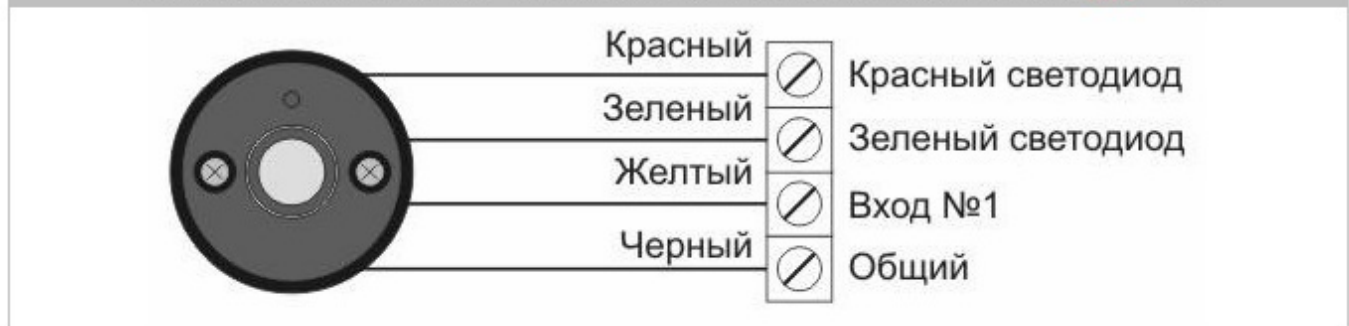 Красный
Красный светодиод
Зеленый
Зеленый светодиод
Желтый
Вход №1
Черный
Общий